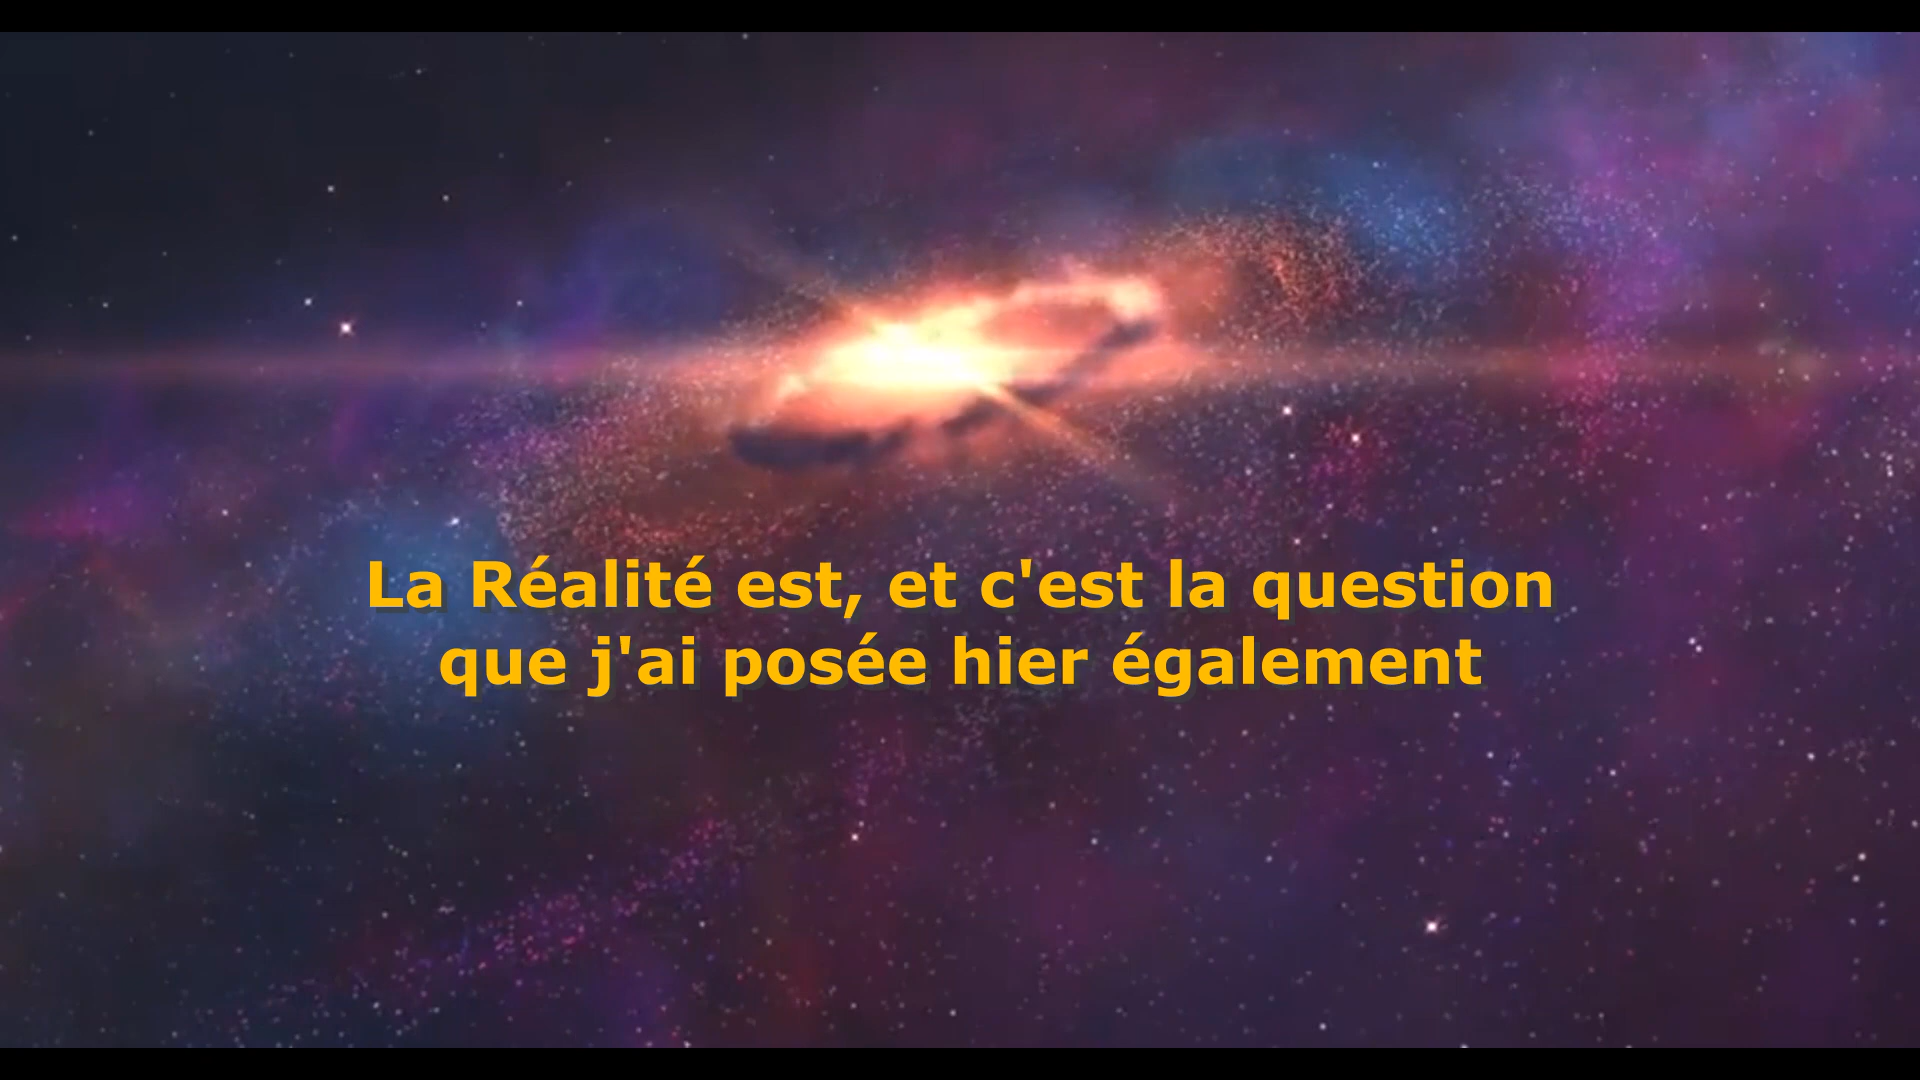 La Réalité est, et c'est la question
que j'ai posée hier également